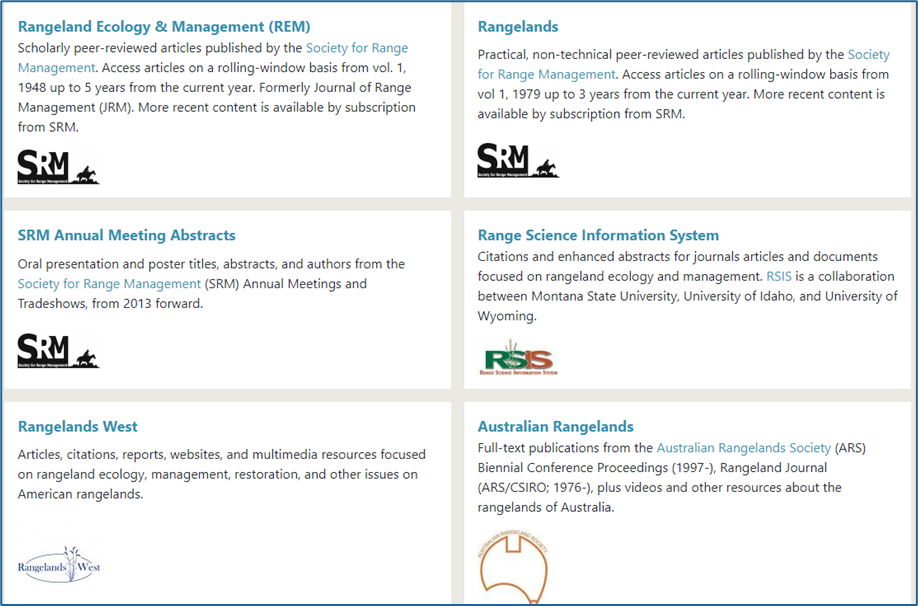 Rangeland Ecology & Management (REM)
Scholarly peer-reviewed articles published by the Society for Range
Management. Access articles on a rolling-window basis from vol. 1,
1948 up to 5 years from the current year. Formerly Journal of Range
Management (JRM). More recent content is available by subscription
from SRM.
SRM
Society for Range Management
Rangelands
Practical, non-technical peer-reviewed articles published by the Society
for Range Management. Access articles on a rolling-window basis from
vol 1, 1979 up to 3 years from the current year. More recent content is
available by subscription from SRM.
SRM
Society for Range Management
SRM Annual Meeting Abstracts
Oral presentation and poster titles, abstracts, and authors from the
Society for Range Management (SRM) Annual Meetings and
Tradeshows, from 2013 forward.
SRM
Society for Range Management
Range Science Information System
Citations and enhanced abstracts for journals articles and documents
focused on rangeland ecology and management. RSIS is a collaboration
between Montana State University, University of Idaho, and University of
Wyoming.
RSIS
RANGE SCIENCE INFORMATION SYSTEM
Rangelands West
Articles, citations, reports, websites, and multimedia resources focused
on rangeland ecology, management, restoration, and other issues on
American rangelands.
Rangelands West
Australian Rangelands
Full-text publications from the Australian Rangelands Society (ARS)
Biennial Conference Proceedings (1997-), Rangeland Journal
(ARS/CSIRO; 1976-), plus videos and other resources about the
rangelands of Australia.
AUSTRALIAN RANGELAND SOCIETY